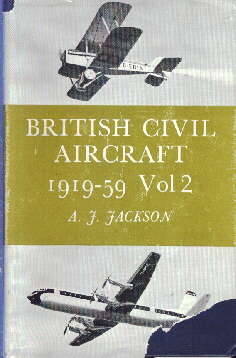 BRITISH CIVIL
AIRCRAFT
1919-59 Vol 2
A. J. JACKSON